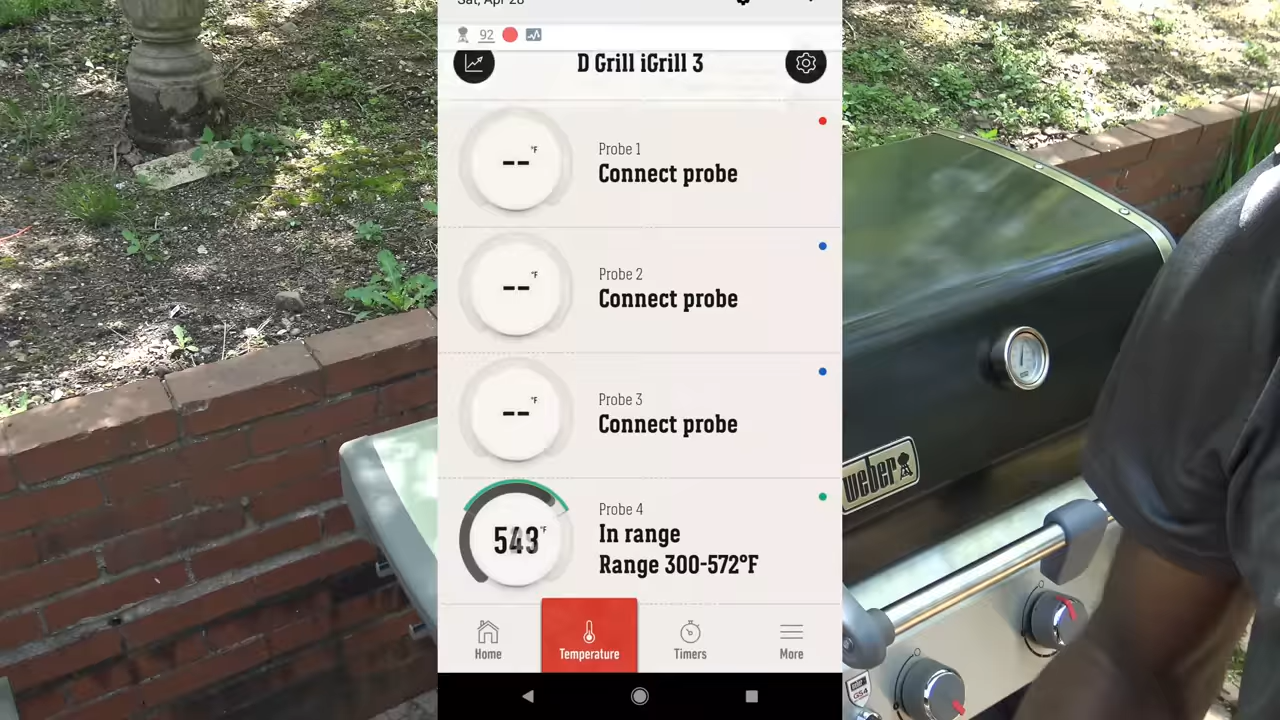 Sat, Apr 28
92
D Grill iGrill 3
°F
Probe 1
--
Connect probe
°F
Probe 2
--
Connect probe
°F
Probe 3
--
Connect probe
Probe 4
°F
In range
543
Range 300-572°F
Home
Temperature
Timers
More
weber
GS4